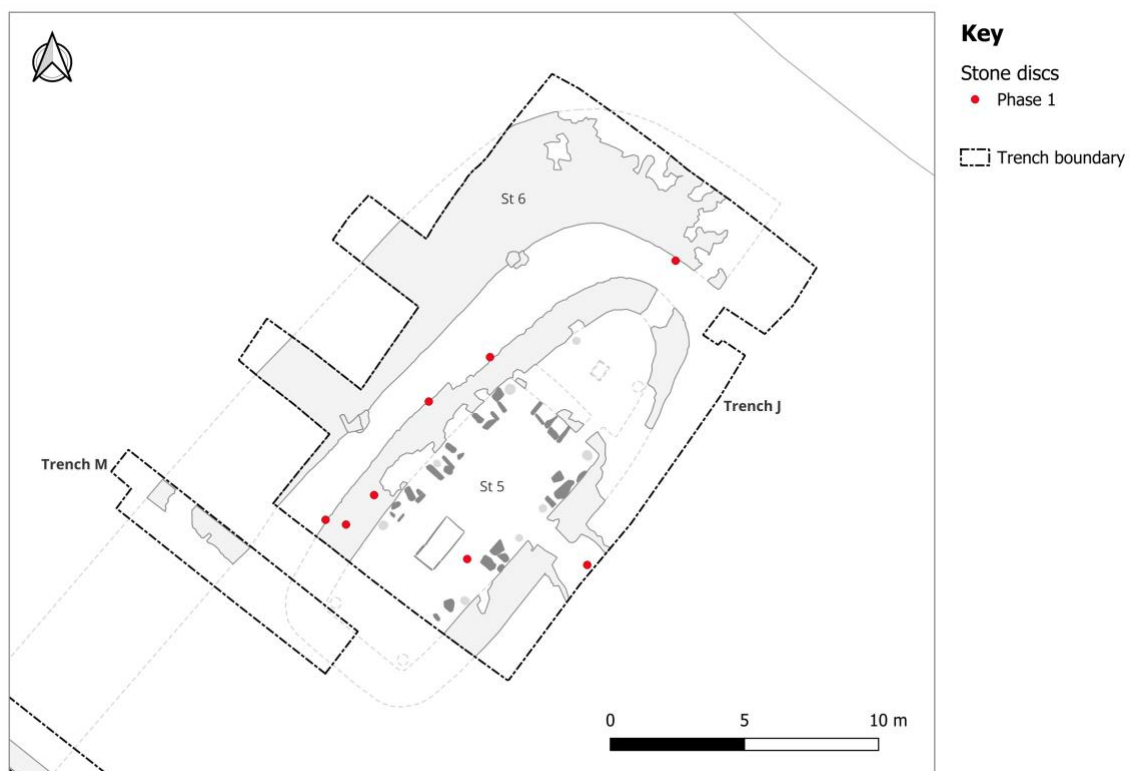 Key
Stone discs
Phase 1
Trench boundary
St 6
Trench J
Trench M
St 5
0 5 10 m